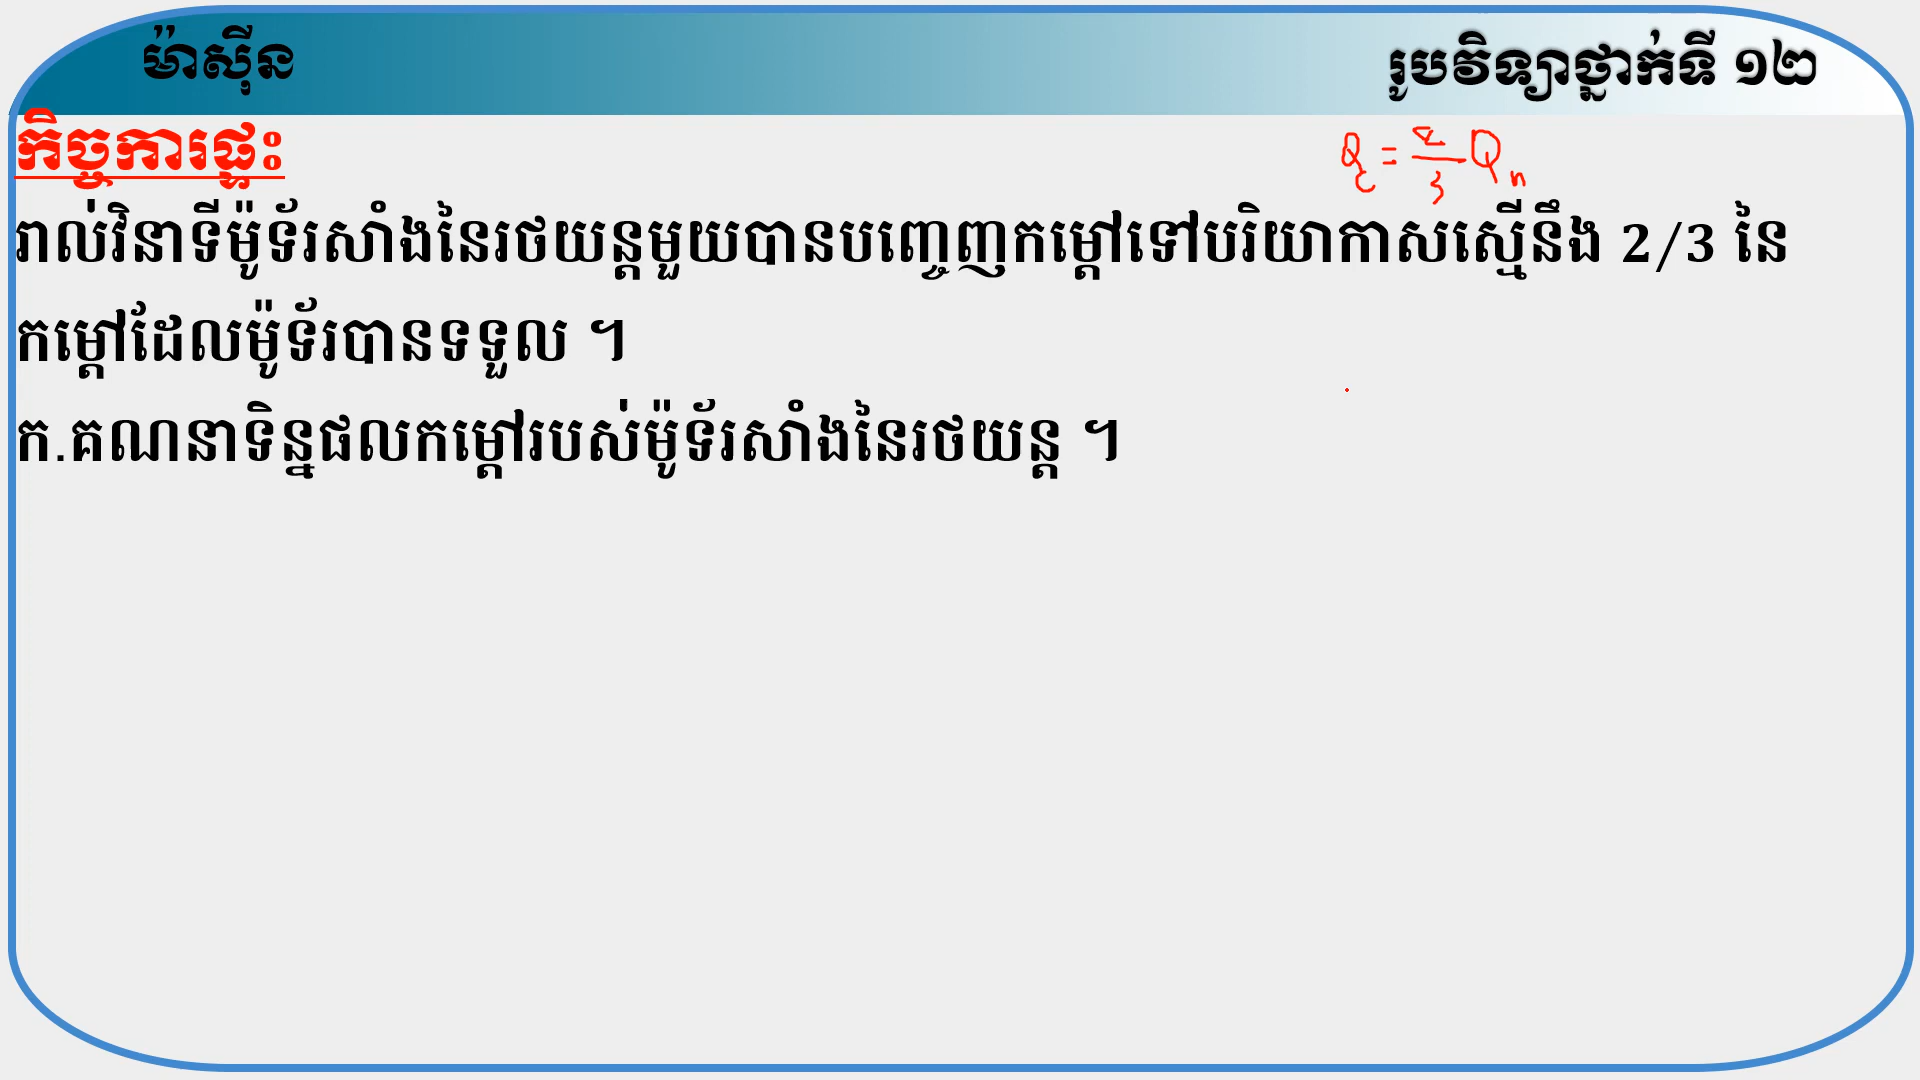 ម៉ាស៊ីន
រូបវិទ្យាថ្នាក់ទី ១២
កិច្ចការផ្ទះ
Qc = 2/3 Qh
រាល់វិនាទីម៉ូទ័រសាំងនៃរថយន្តមួយបានបញ្ចេញកម្តៅទៅបរិយាកាសស្មើនឹង 2/3 នៃ
កម្តៅដែលម៉ូទ័របានទទួល ។
ក.គណនាទិន្នផលកម្តៅរបស់ម៉ូទ័រសាំងនៃរថយន្ត ។